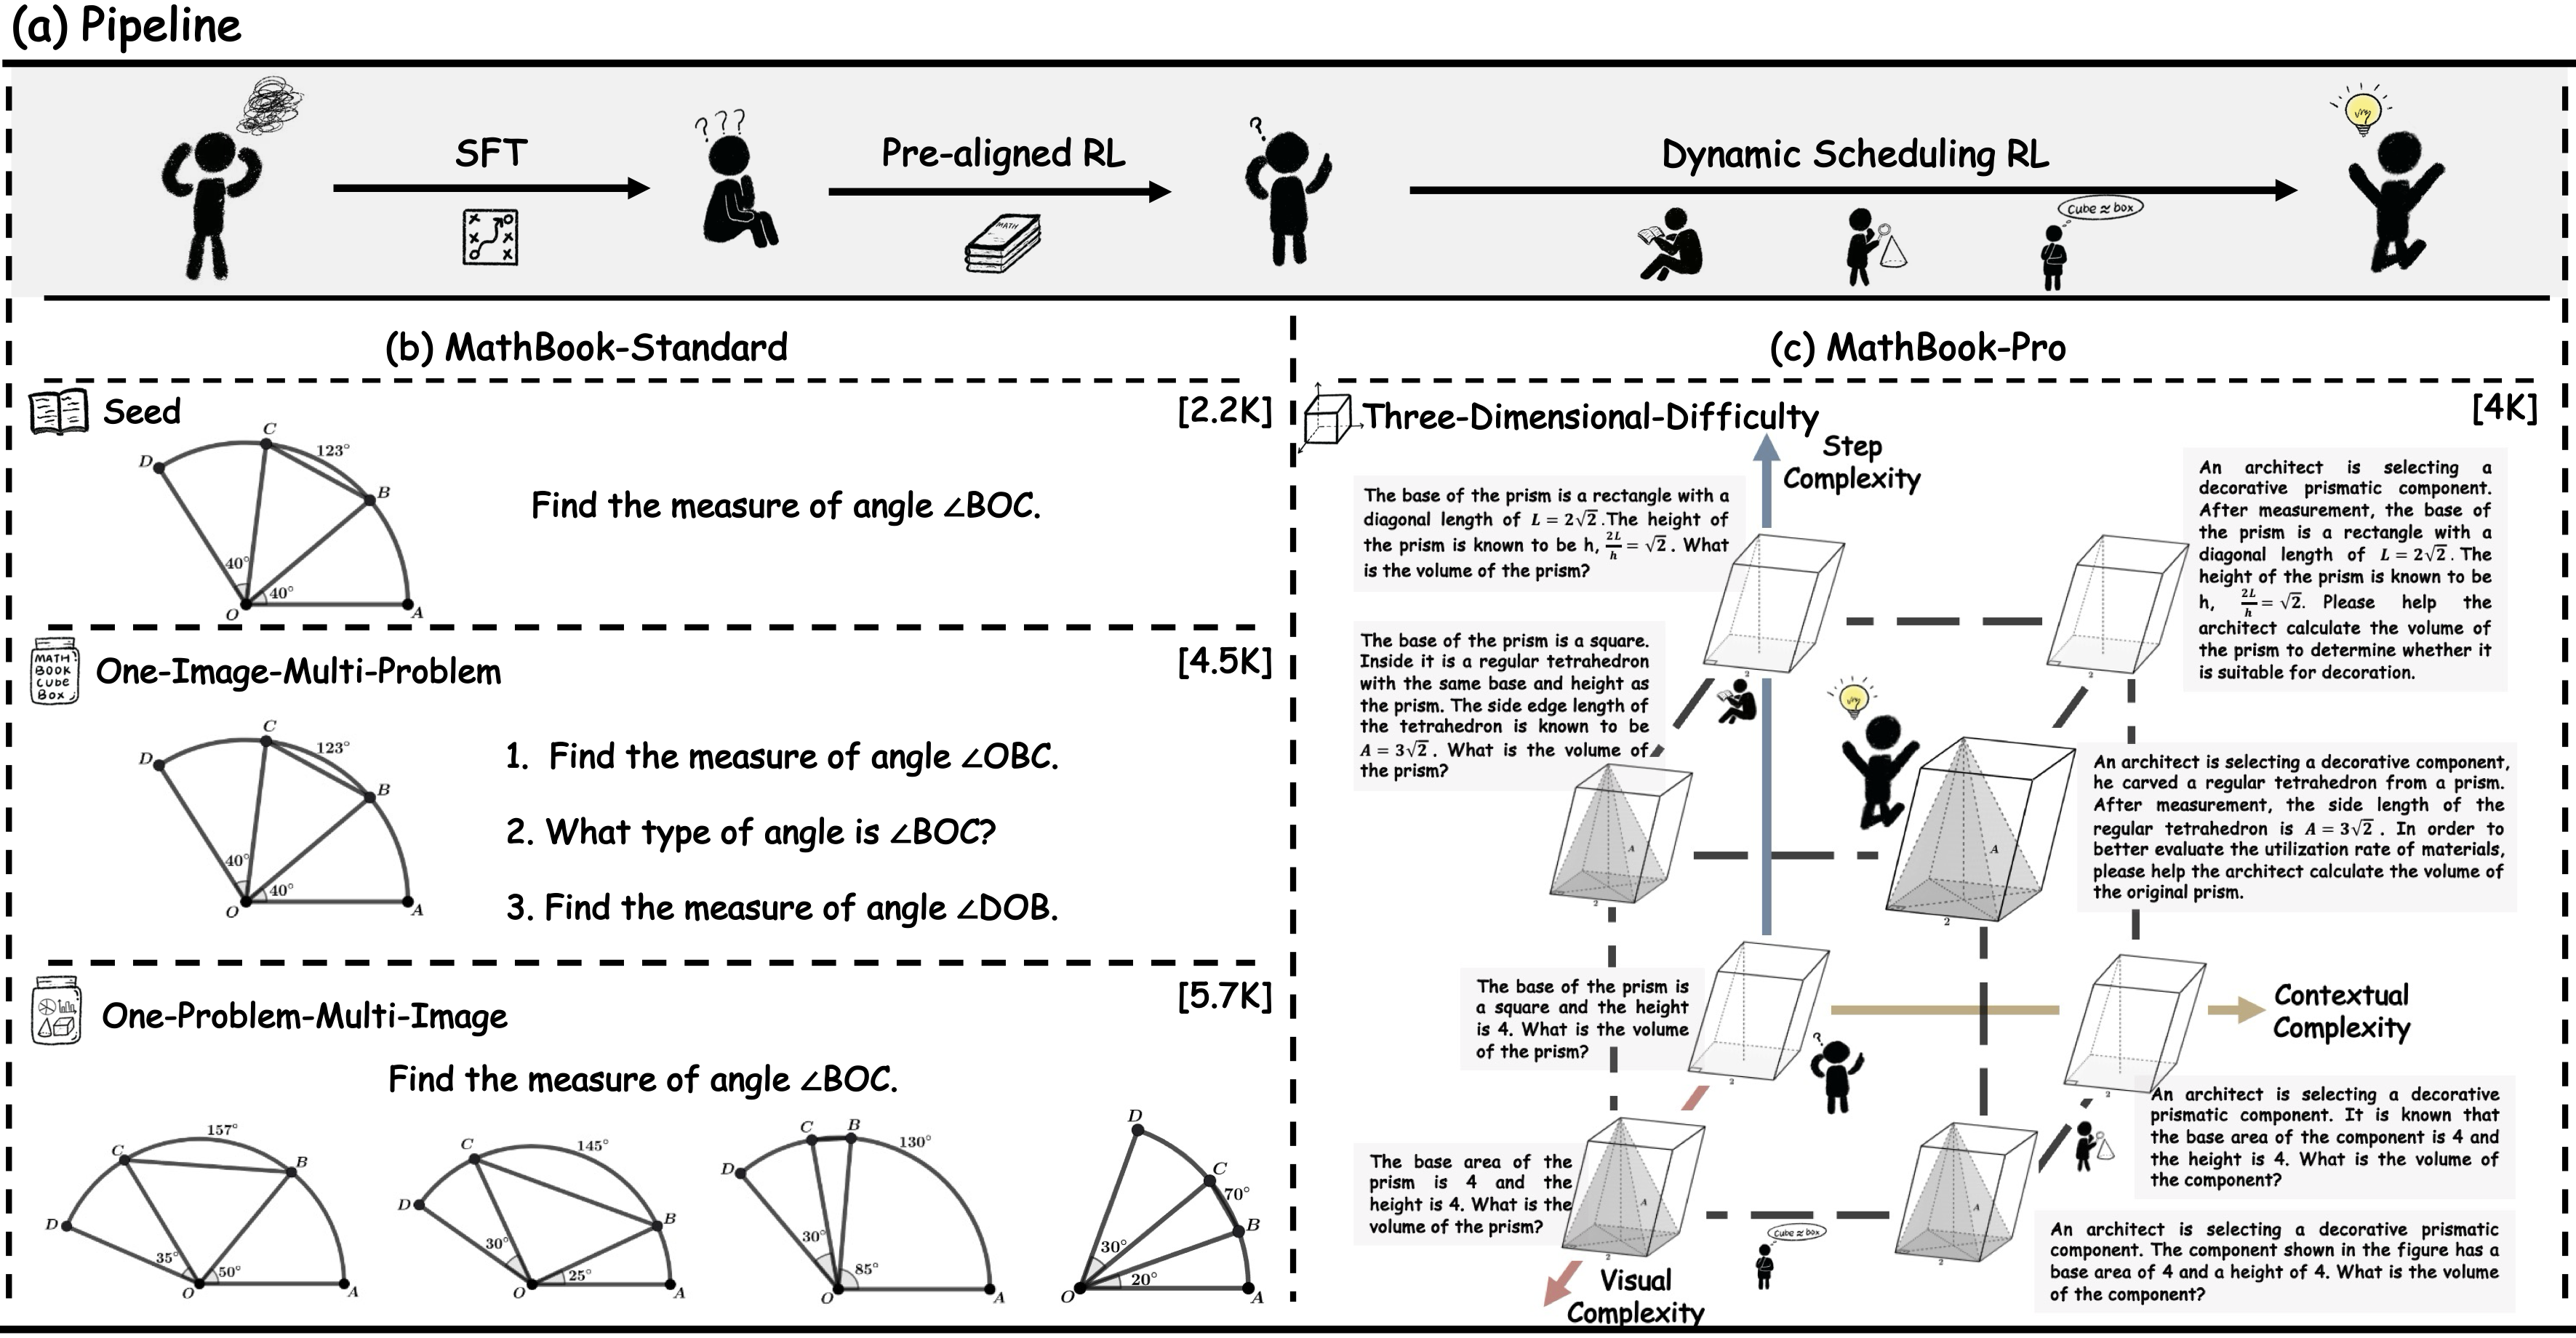 (a) Pipeline
SFT
Pre-aligned RL
Dynamic Scheduling RL
? ? ?
?
MATH
Cube ≈ box
(b) MathBook-Standard
Seed
[2.2K]
C
123°
D
B
40°
40°
O
A
Find the measure of angle ∠BOC.
MATH
BOOK
CUBE
BOX
One-Image-Multi-Problem
[4.5K]
C
123°
D
B
40°
40°
O
A
1. Find the measure of angle ∠OBC.
2. What type of angle is ∠BOC?
3. Find the measure of angle ∠DOB.
One-Problem-Multi-Image
[5.7K]
Find the measure of angle ∠BOC.
157°
C
B
D
35°
50°
O
A
C
145°
D
B
30°
25°
O
A
C
B
130°
D
30°
85°
O
A
D
C
70°
B
30°
20°
O
A
(c) MathBook-Pro
Three-Dimensional-Difficulty
[4K]
Step
Complexity
The base of the prism is a rectangle with a
diagonal length of L = 2√2 .The height of
the prism is known to be h, 2L/h = √2 . What
is the volume of the prism?
2
An architect is selecting a
decorative prismatic component.
After measurement, the base of
the prism is a rectangle with a
diagonal length of L = 2√2 . The
height of the prism is known to be
h, 2L/h = √2. Please help the
architect calculate the volume of
the prism to determine whether it
is suitable for decoration.
2
The base of the prism is a square.
Inside it is a regular tetrahedron
with the same base and height as
the prism. The side edge length of
the tetrahedron is known to be
A = 3√2 . What is the volume of
the prism?
A
2
An architect is selecting a decorative component,
he carved a regular tetrahedron from a prism.
After measurement, the side length of the
regular tetrahedron is A = 3√2 . In order to
better evaluate the utilization rate of materials,
please help the architect calculate the volume of
the original prism.
A
2
The base of the prism is
a square and the height
is 4. What is the volume
of the prism?
2
?
Contextual
Complexity
2
An architect is selecting a decorative
prismatic component. It is known that
the base area of the component is 4 and
the height is 4. What is the volume of
the component?
The base area of the
prism is 4 and the
height is 4. What is the
volume of the prism?
A
2
Cube ≈ box
A
2
An architect is selecting a decorative prismatic
component. The component shown in the figure has a
base area of 4 and a height of 4. What is the volume
of the component?
Visual
Complexity